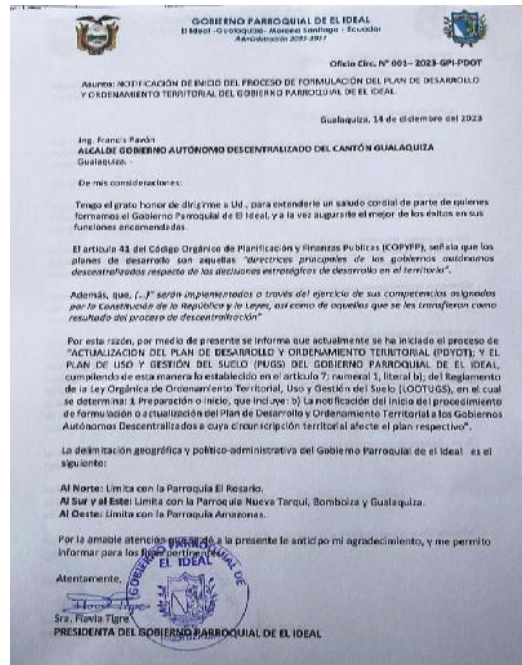 GOBIERNO PARROQUIAL DE EL IDEAL
El Ideal -Gualaquiza- Morona Santiago - Ecuador
Administración 2023-2027
Oficio Circ. N° 001– 2023-GPI-PDOT
Asunto: NOTIFICACIÓN DE INICIO DEL PROCESO DE FORMULACIÓN DEL PLAN DE DESARROLLO
Y ORDENAMIENTO TERRITORIAL DEL GOBIERNO PARROQUIAL DE EL IDEAL.
Gualaquiza, 14 de diciembre del 2023
Ing. Francis Pavón
ALCALDE GOBIERNO AUTÓNOMO DESCENTRALIZADO DEL CANTÓN GUALAQUIZA
Gualaquiza. -
De mis consideraciones:
Tengo el grato honor de dirigirme a Ud., para extenderle un saludo cordial de parte de quienes
formamos el Gobierno Parroquial de El Ideal, y a la vez augurarle el mejor de los éxitos en sus
funciones encomendadas.
El artículo 41 del Código Orgánico de Planificación y Finanzas Públicas (COPYFP), señala que los
planes de desarrollo son aquellas "directrices principales de los gobiernos autónomos
descentralizados respecto de las decisiones estratégicas de desarrollo en el territorio".
Además, que, (..)" serán implementados a través del ejercicio de sus competencias asignadas
por la Constitución de la República y la Leyes, así como de aquellas que se les transfieran como
resultado del proceso de descentralización"
Por esta razón, por medio de presente se informa que actualmente se ha iniciado el proceso de
"ACTUALIZACION DEL PLAN DE DESARROLLO Y ORDENAMIENTO TERRITORIAL (PDYOT); Y EL
PLAN DE USO Y GESTIÓN DEL SUELO (PUGS) DEL GOBIERNO PARROQUIAL DE EL IDEAL,
cumpliendo de esta manera lo establecido en el artículo 7; numeral 1, literal b); del Reglamento
de la Ley Orgánica de Ordenamiento Territorial, Uso y Gestión del Suelo (LOOTUGS), en el cual
se determina: 1 Preparación o inicio, que incluye: b) La notificación del inicio del procedimiento
de formulación o actualización del Plan de Desarrollo y Ordenamiento Territorial a los Gobiernos
Autónomos Descentralizados a cuya circunscripción territorial afecte el plan respectivo".
La delimitación geográfica y político-administrativa del Gobierno Parroquial de el Ideal es el
siguiente:
Al Norte: Limita con la Parroquia El Rosario.
Al Sur y al Este: Limita con la Parroquia Nueva Tarqui, Bomboiza y Gualaquiza.
Al Oeste: Limita con la Parroquia Amazonas.
Por la amable atención que se dé a la presente le anticipo mi agradecimiento, y me permito
informar para los fines pertinentes.
Atentamente,
GOBIERNO PARROQUIAL DE
EL IDEAL
Sra. Flavia Tigre
PRESIDENTA DEL GOBIERNO PARROQUIAL DE EL IDEAL